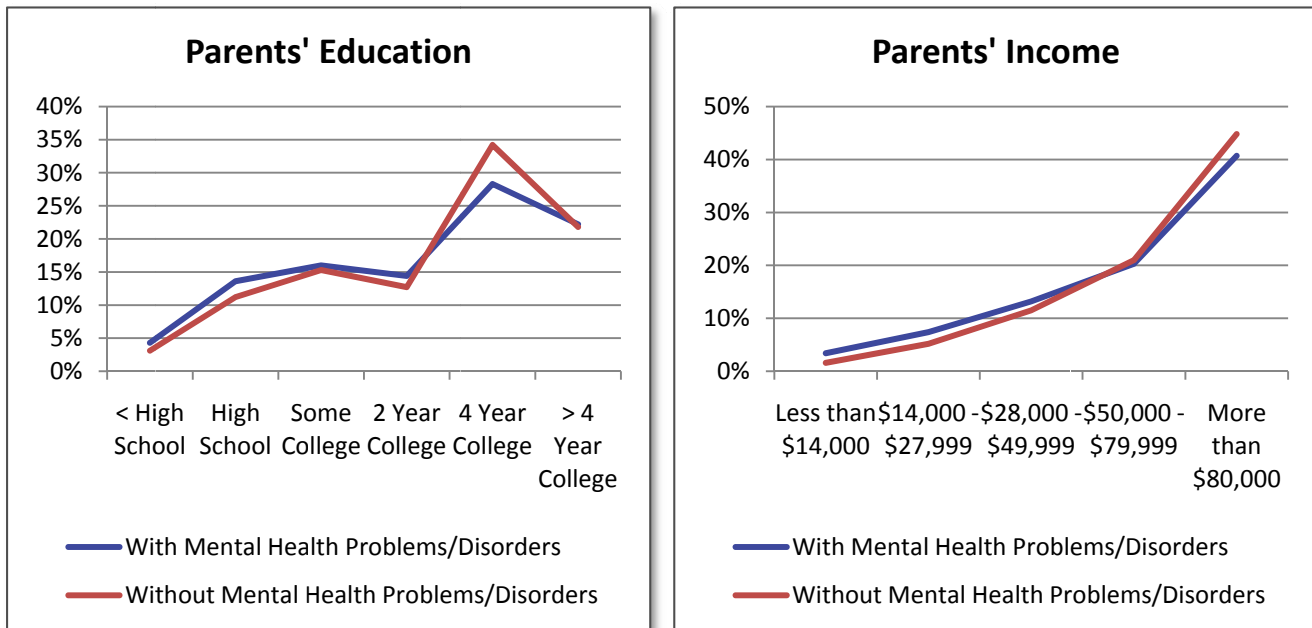 Parents' Education
40%
35%
30%
25%
20%
15%
10%
5%
0%
< High High Some 2 Year 4 Year > 4
School School College College College Year
College
With Mental Health Problems/Disorders
Without Mental Health Problems/Disorders
Parents' Income
50%
40%
30%
20%
10%
0%
Less than $14,000 - $28,000 - $50,000 - More
$14,000 $27,999 $49,999 $79,999 than
$80,000
With Mental Health Problems/Disorders
Without Mental Health Problems/Disorders